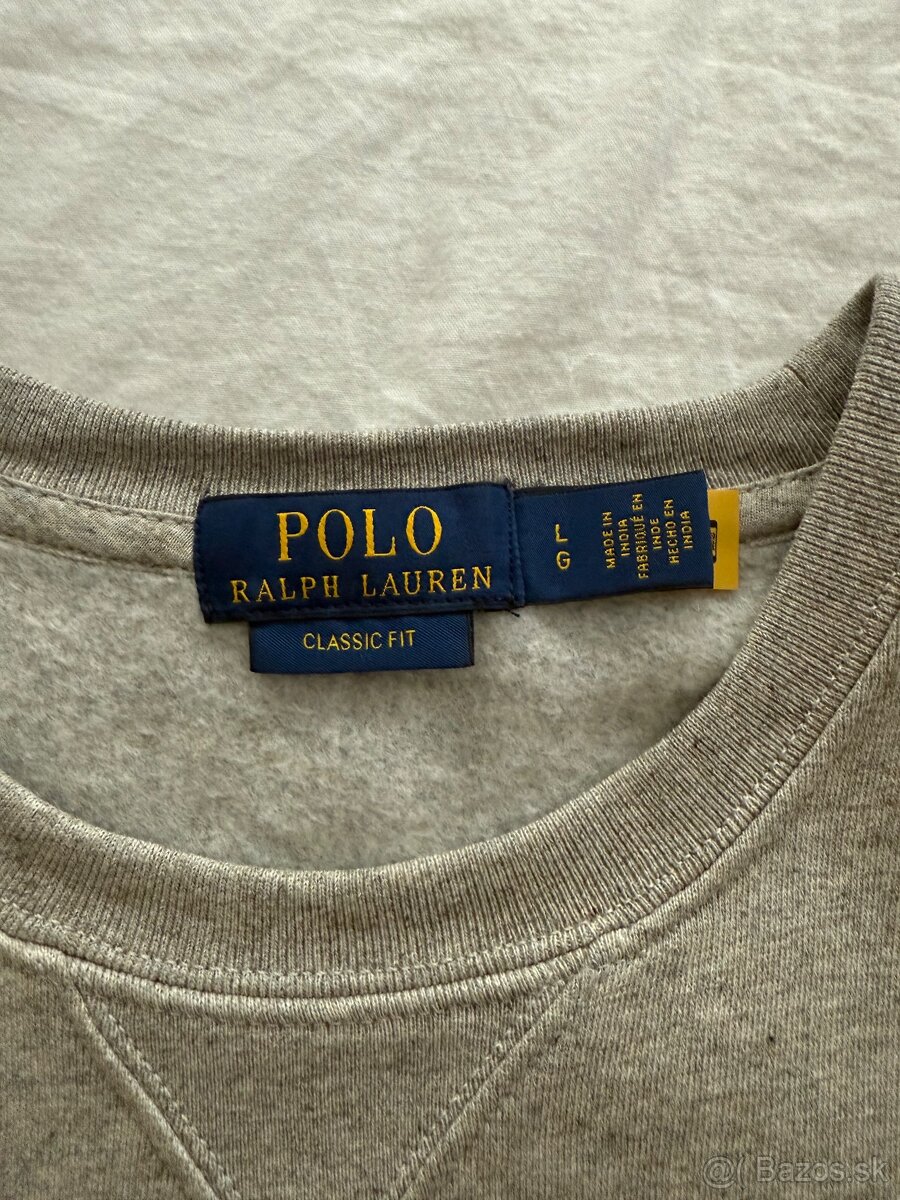 POLO
RALPH LAUREN
CLASSIC FIT
L
G
MADE IN
INDIA
FABRIQUÉ EN
INDE
HECHO EN
INDIA
@ Bazos.sk